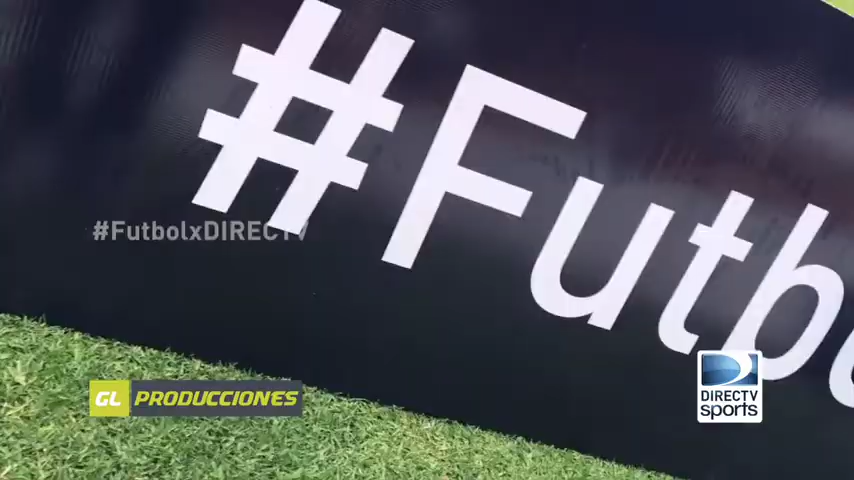 #Futb
#FutbolxDIRECTV
GL PRODUCCIONES
DIRECTV
sports